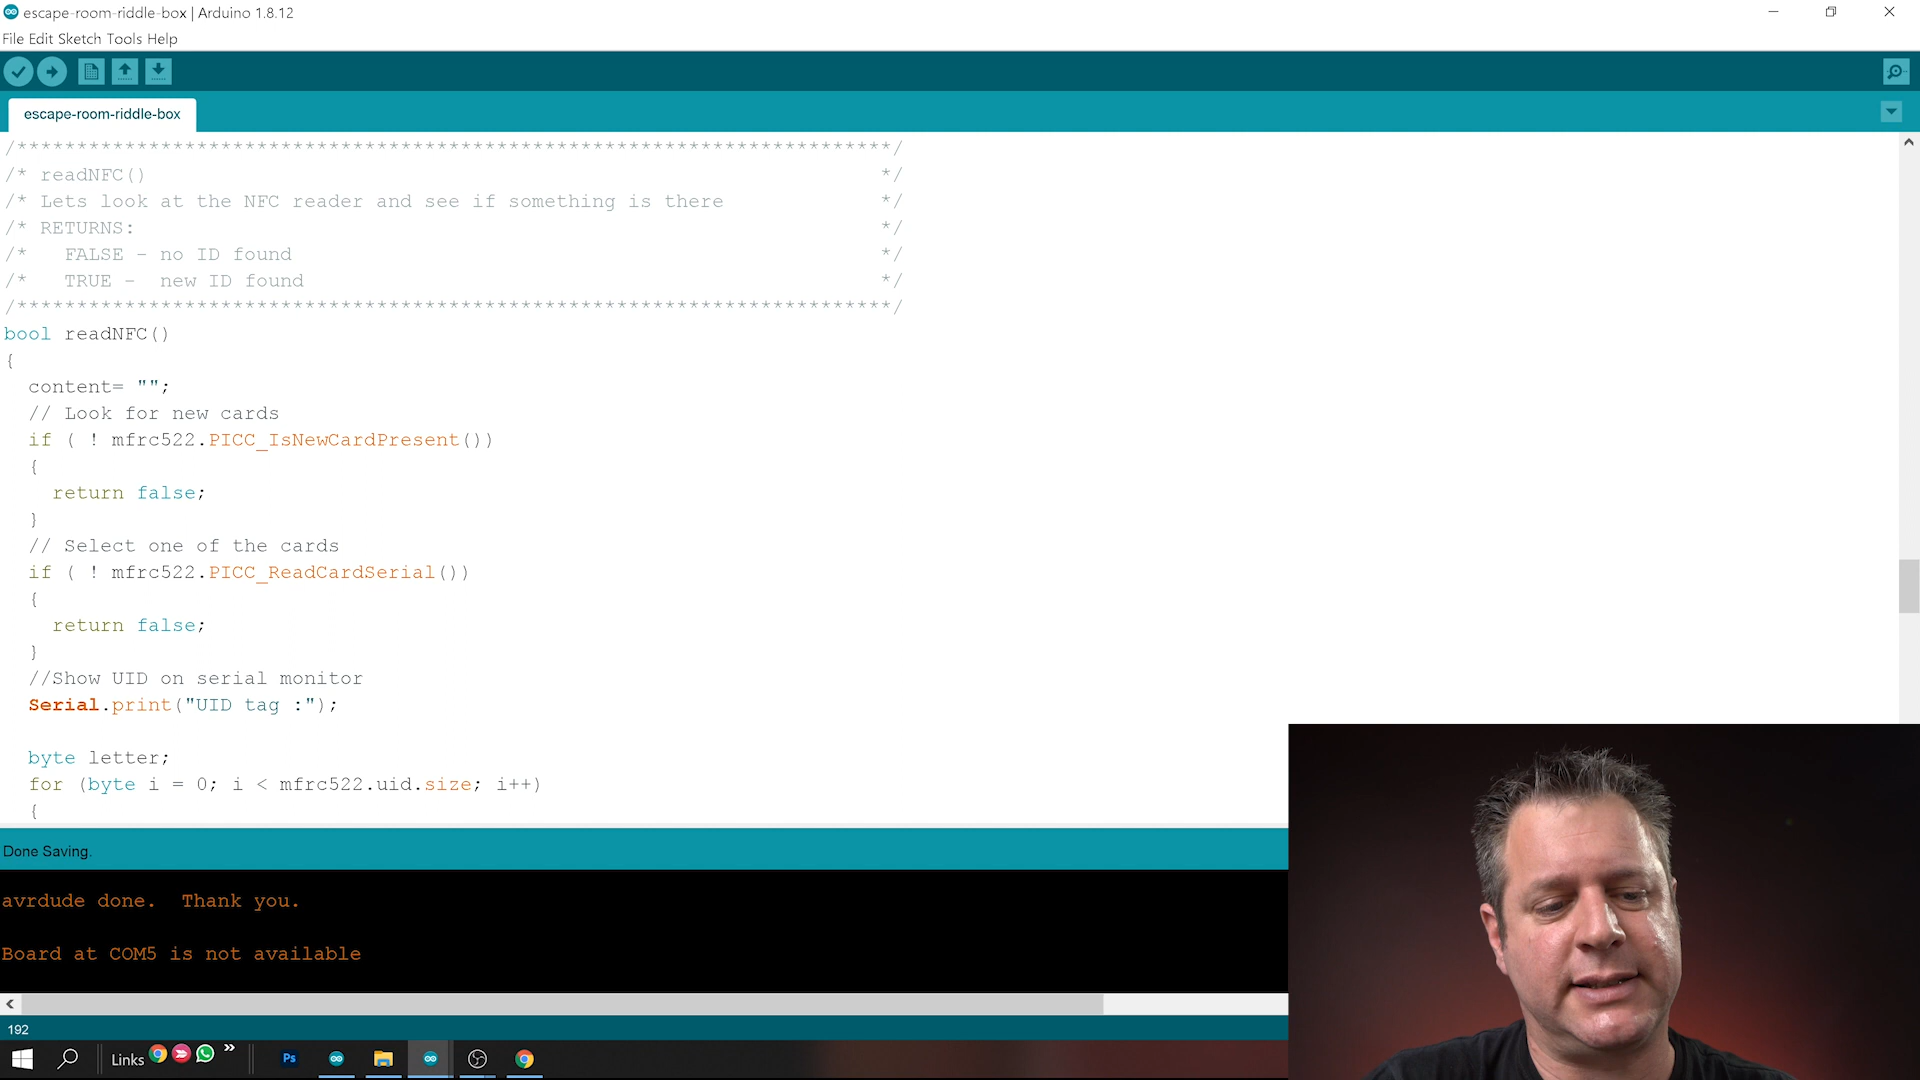 escape-room-riddle-box | Arduino 1.8.12
File Edit Sketch Tools Help
escape-room-riddle-box
/*************************************************************************/
/* readNFC() */
/* Lets look at the NFC reader and see if something is there */
/* RETURNS: */
/* FALSE - no ID found */
/* TRUE - new ID found */
/*************************************************************************/
bool readNFC()
{
content= "";
// Look for new cards
if ( ! mfrc522.PICC_IsNewCardPresent())
{
return false;
}
// Select one of the cards
if ( ! mfrc522.PICC_ReadCardSerial())
{
return false;
}
//Show UID on serial monitor
Serial.print("UID tag :");
byte letter;
for (byte i = 0; i < mfrc522.uid.size; i++)
{
Done Saving.
avrdude done. Thank you.
Board at COM5 is not available
192
Links
Ps